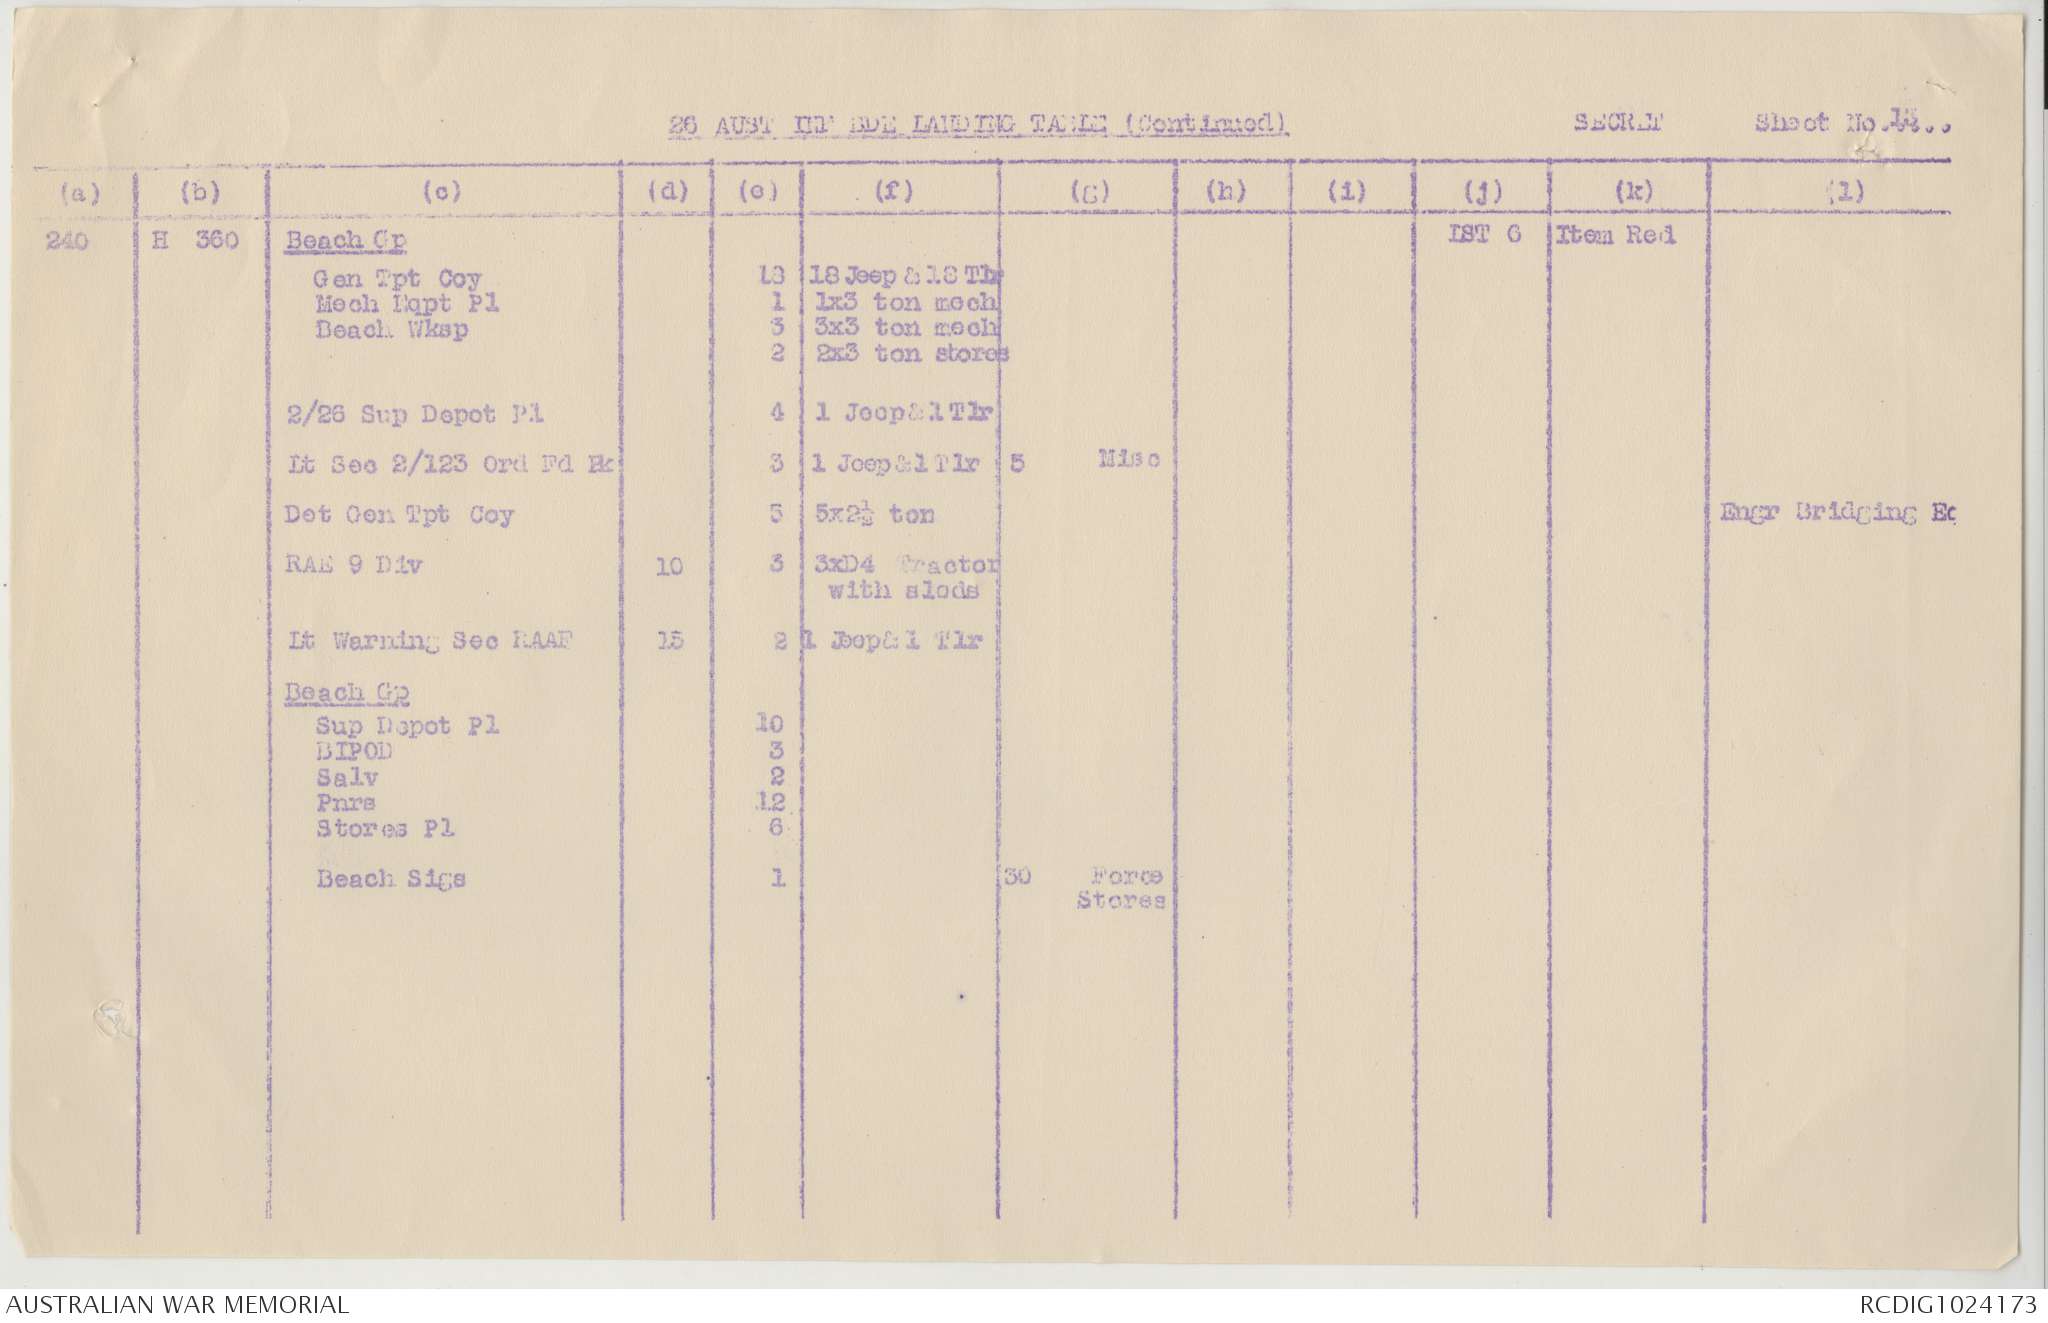 26 AUST INF BDE LANDING TABLE (Continued) SECRET Sheet No.
(a) (b) (c) (d) (e) (f) (g) (h) (i) (j) (k) (l)
240 H 360 Beach Gp LST 6 Item Red
Gen Tpt Coy 18 18 Jeep & 18 Tlr
Mech Eqpt Pl 1 1x3 ton mech
Beach Wksp 3 3x3 ton mech
2 2x3 ton stores
2/26 Sup Depot Pl 4 1 Jeep & 1 Tlr
Lt Sec 2/123 Ord Fd Pk 3 1 Jeep & 1 Tlr 5 Misc
Det Gen Tpt Coy 5 5x2½ ton Engr Bridging Eq
RAE 9 Div 10 3 3xD4 Tractor
with sleds
Lt Warning Sec RAAF 15 2 1 Jeep & 1 Tlr
Beach Gp
Sup Depot Pl 10
BIPOD 3
Salv 2
Pnrs 12
Stores Pl 6
Beach Sigs 1 30 Force
Stores
AUSTRALIAN WAR MEMORIAL RCDIG1024173